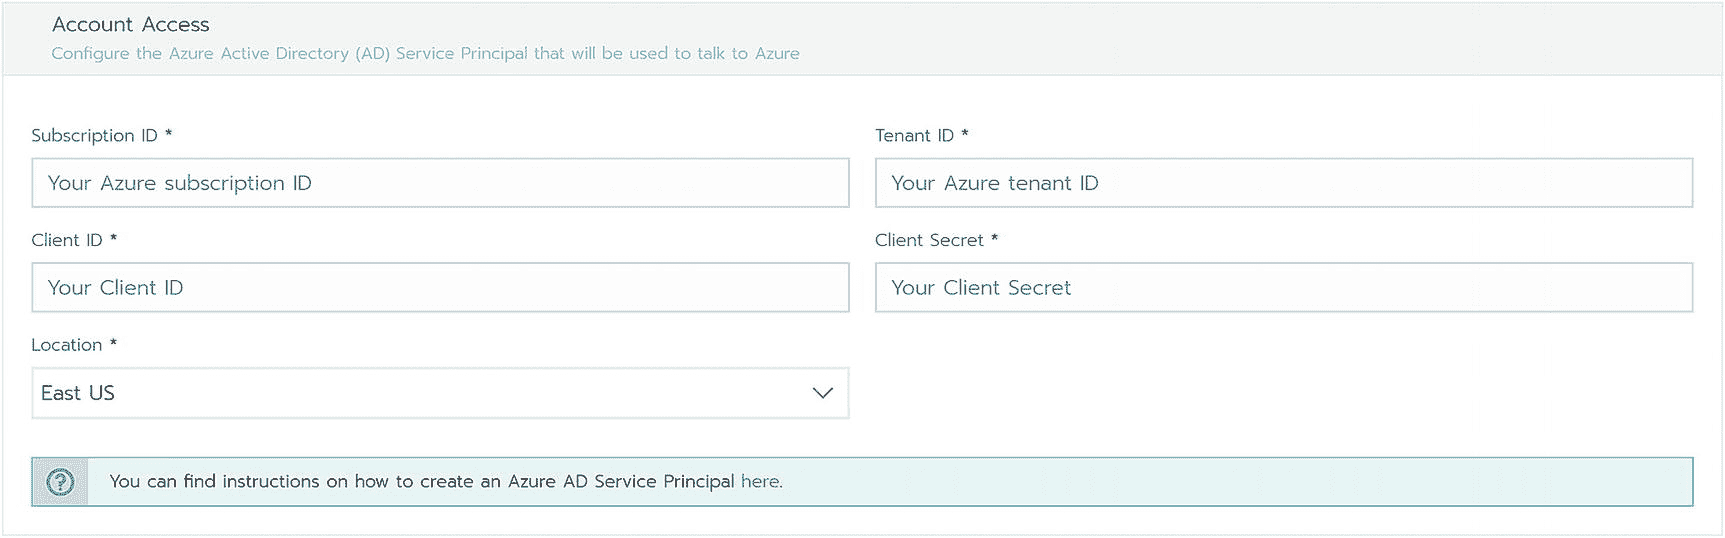 Account Access
Configure the Azure Active Directory (AD) Service Principal that will be used to talk to Azure
Subscription ID *
Tenant ID *
Your Azure subscription ID
Your Azure tenant ID
Client ID *
Client Secret *
Your Client ID
Your Client Secret
Location *
East US
You can find instructions on how to create an Azure AD Service Principal here.